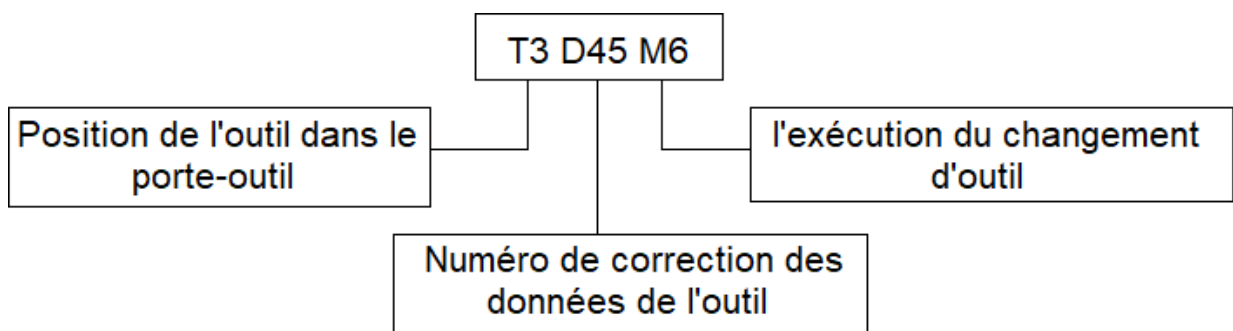 T3 D45 M6
Position de l'outil dans le
porte-outil
l'exécution du changement
d'outil
Numéro de correction des
données de l'outil